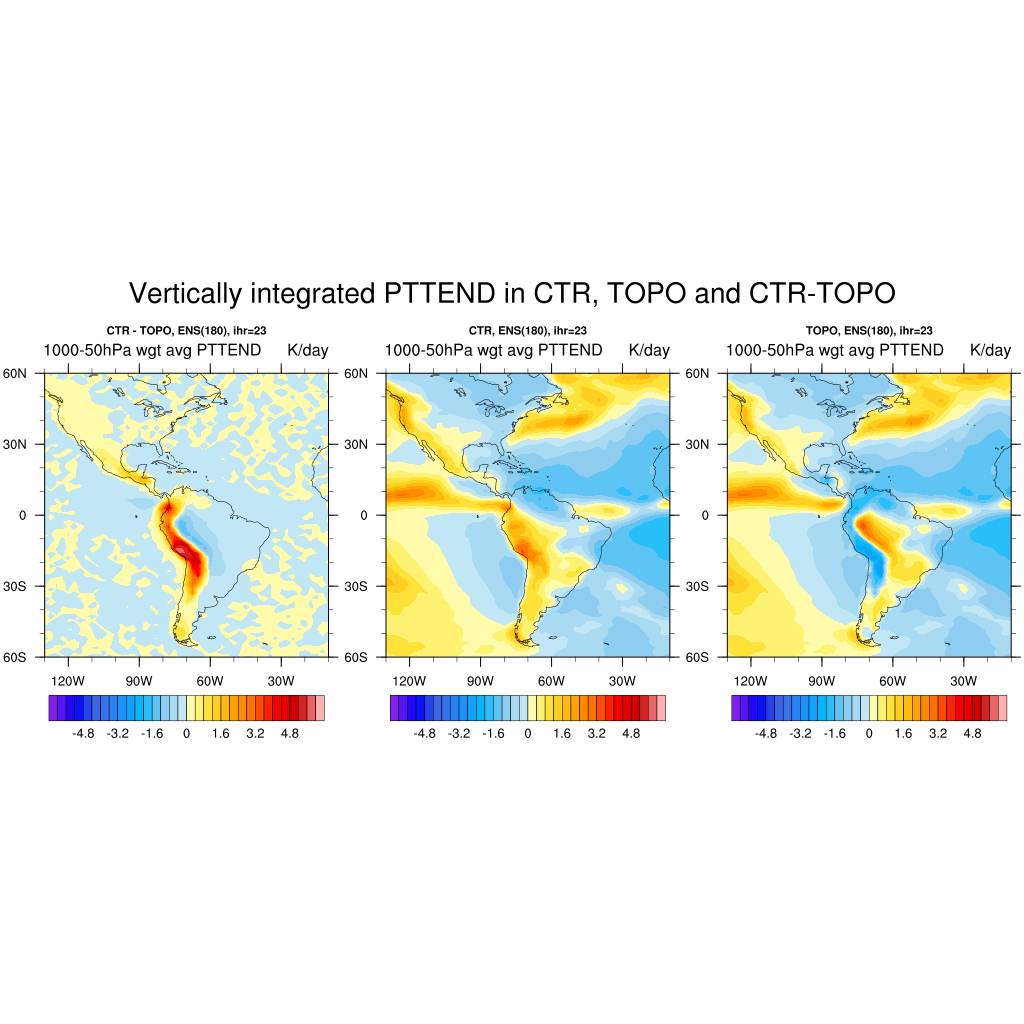 Vertically integrated PTTEND in CTR, TOPO and CTR-TOPO
CTR - TOPO, ENS(180), ihr=23
1000-50hPa wgt avg PTTEND K/day
60N
30N
0
30S
60S
120W 90W 60W 30W
-4.8 -3.2 -1.6 0 1.6 3.2 4.8
CTR, ENS(180), ihr=23
1000-50hPa wgt avg PTTEND K/day
60N
30N
0
30S
60S
120W 90W 60W 30W
-4.8 -3.2 -1.6 0 1.6 3.2 4.8
TOPO, ENS(180), ihr=23
1000-50hPa wgt avg PTTEND K/day
60N
30N
0
30S
60S
120W 90W 60W 30W
-4.8 -3.2 -1.6 0 1.6 3.2 4.8